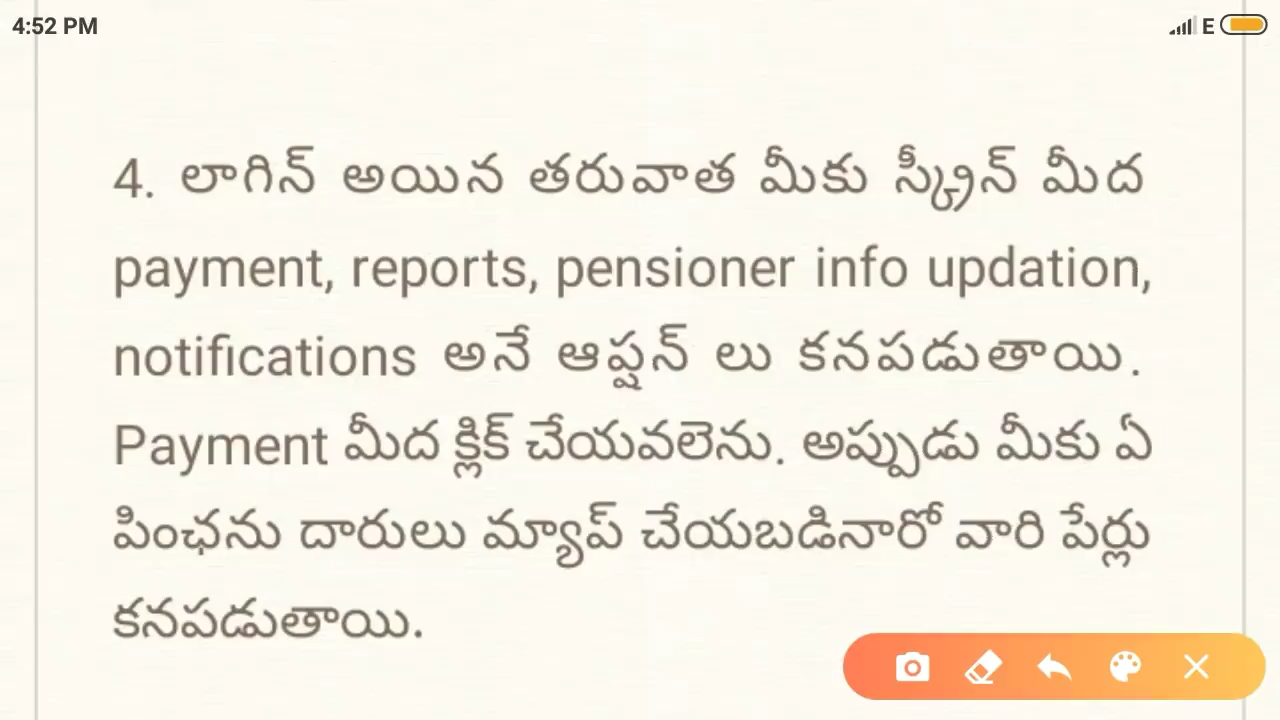 4:52 PM
E
4. లాగిన్ అయిన తరువాత మీకు స్క్రీన్ మీద
payment, reports, pensioner info updation,
notifications అనే ఆప్షన్ లు కనపడుతాయి.
Payment మీద క్లిక్ చేయవలెను. అప్పుడు మీకు ఏ
పింఛను దారులు మ్యాప్ చేయబడినారో వారి పేర్లు
కనపడుతాయి.